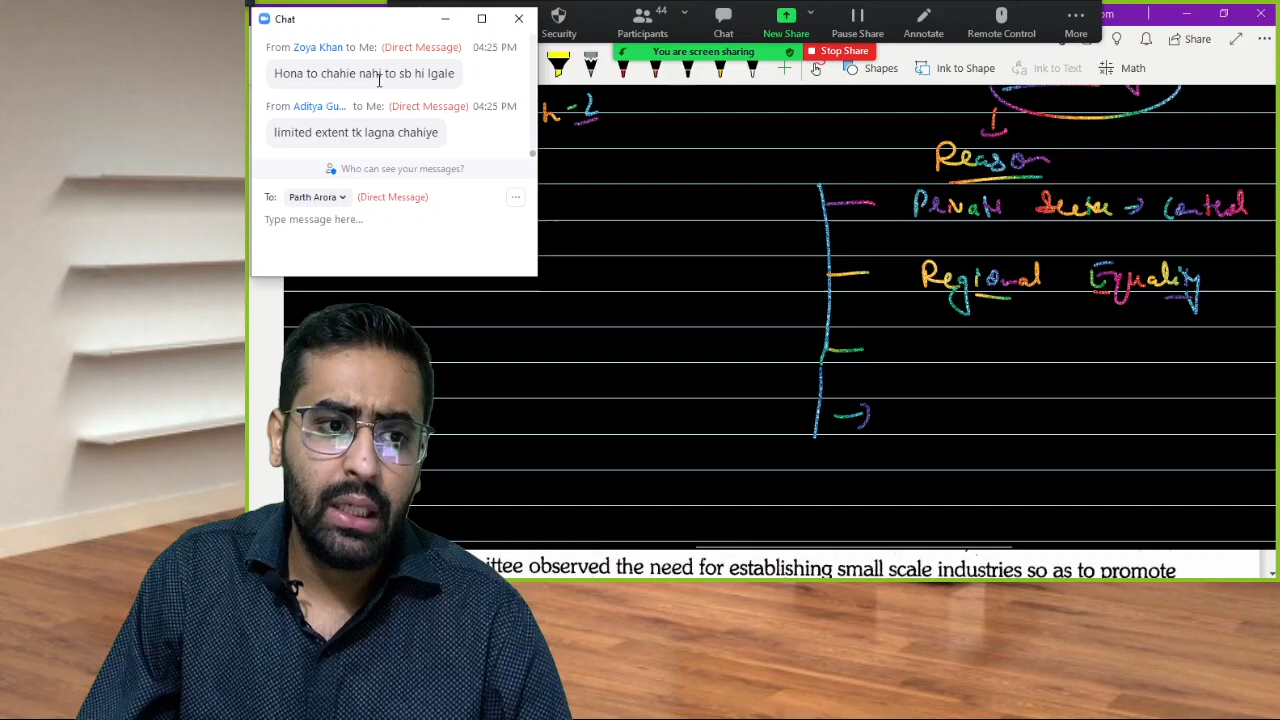 Chat
From Zoya Khan to Me: (Direct Message) 04:25 PM
Hona to chahie nahi to sb hi lgale
From Aditya Gu... to Me: (Direct Message) 04:25 PM
limited extent tk lagna chahiye
Who can see your messages?
To: Parth Arora (Direct Message)
Type message here...
Security
Participants
44
Chat
New Share
Pause Share
Annotate
Remote Control
More
You are screen sharing
Stop Share
om
Share
Shapes
Ink to Shape
Ink to Text
Math
n = 2
Reason
Private Sector → Control
Regional Equality
ittee observed the need for establishing small scale industries so as to promote